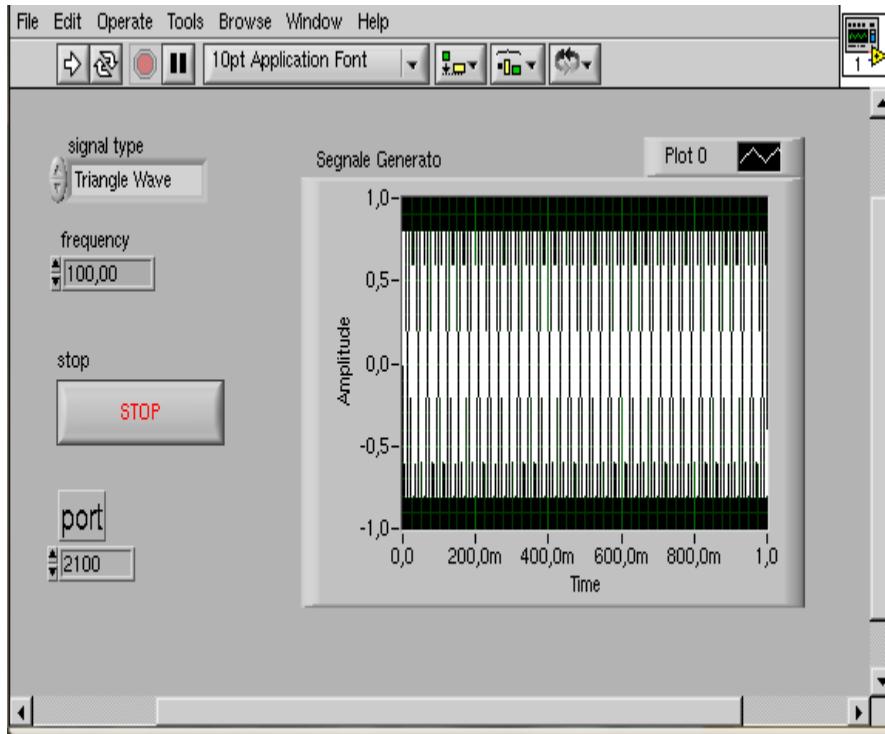 File Edit Operate Tools Browse Window Help
10pt Application Font
1
signal type
Triangle Wave
frequency
100,00
stop
STOP
port
2100
Segnale Generato
Plot 0
1,0
0,5
0,0
-0,5
-1,0
Amplitude
0,0 200,0m 400,0m 600,0m 800,0m 1,0
Time